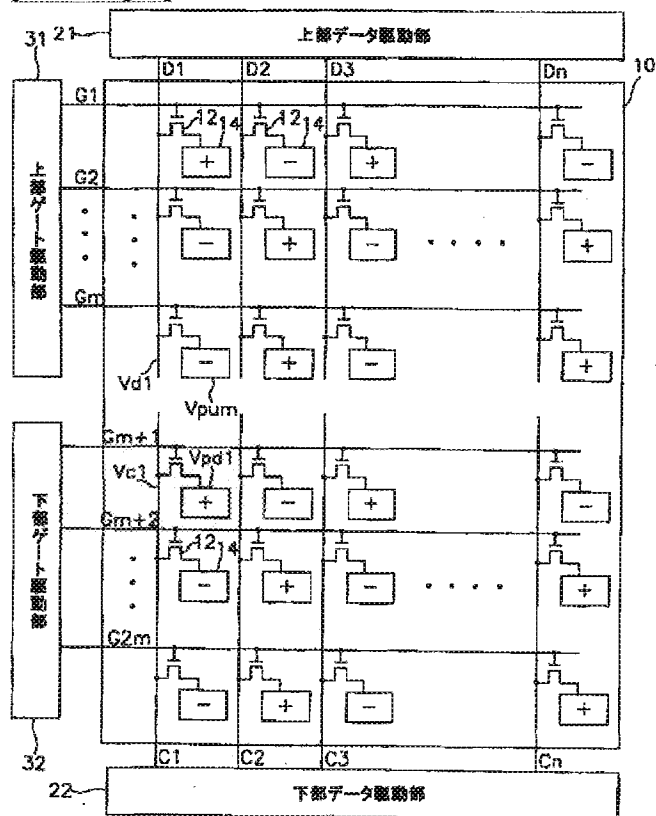 21
上部データ駆動部
31
D1 D2 D3 Dn
10
G1
12 14 12 14
+ − + −
上部ゲート駆動部
G2
− + − +
Gm
− + − +
Vd1
Vpum
Gm+1
Vc1 Vpd1
+ − + −
下部ゲート駆動部
Gm+2
12 14
− + − +
G2m
− + − +
32
C1 C2 C3 Cn
22
下部データ駆動部